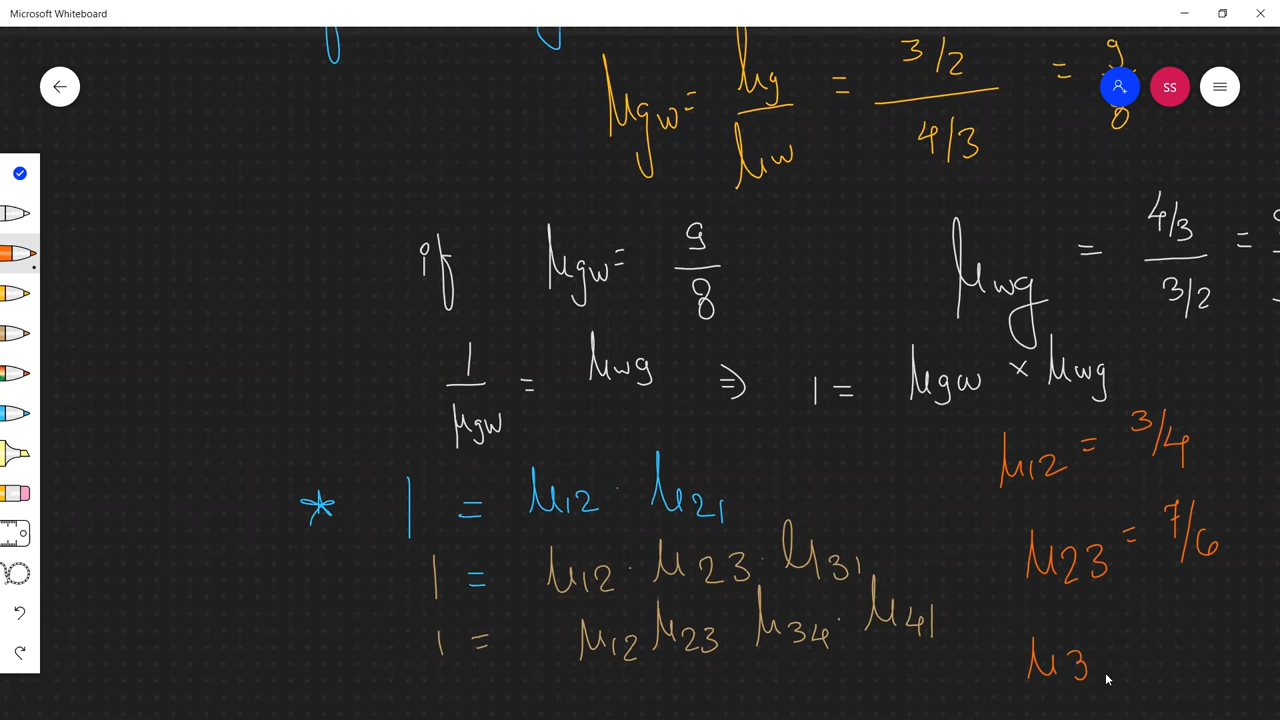 Microsoft Whiteboard
μgw = μg / μw = 3/2 / 4/3 = 9/8
SS
if μgw = 9/8
μwg = 4/3 / 3/2 =
1/μgw = μwg ⇒ 1 = μgw × μwg
μ12 = 3/4
* 1 = μ12 · μ21
μ23 = 7/6
1 = μ12 · μ23 · μ31
1 = μ12 μ23 μ34 · μ41
μ3